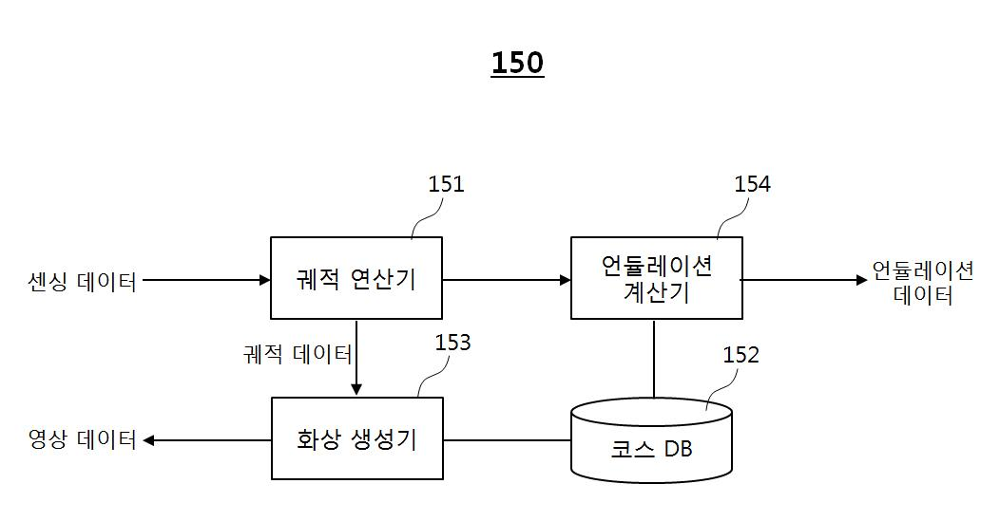 150
151
154
센싱 데이터
궤적 연산기
언듈레이션
계산기
언듈레이션
데이터
궤적 데이터
153
152
영상 데이터
화상 생성기
코스 DB